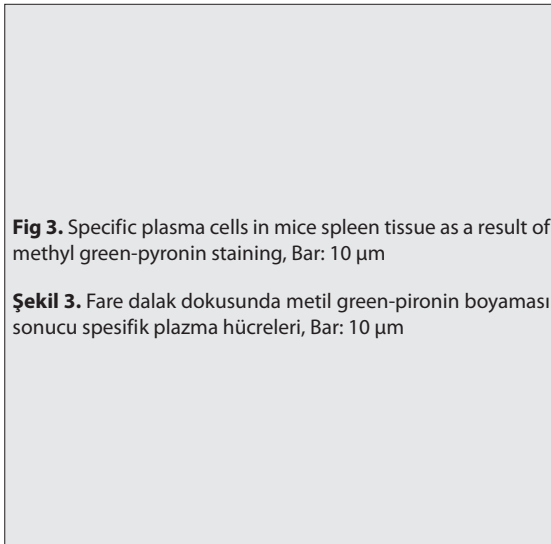 Fig 3. Specific plasma cells in mice spleen tissue as a result of
methyl green-pyronin staining, Bar: 10 µm
Şekil 3. Fare dalak dokusunda metil green-pironin boyaması
sonucu spesifik plazma hücreleri, Bar: 10 µm